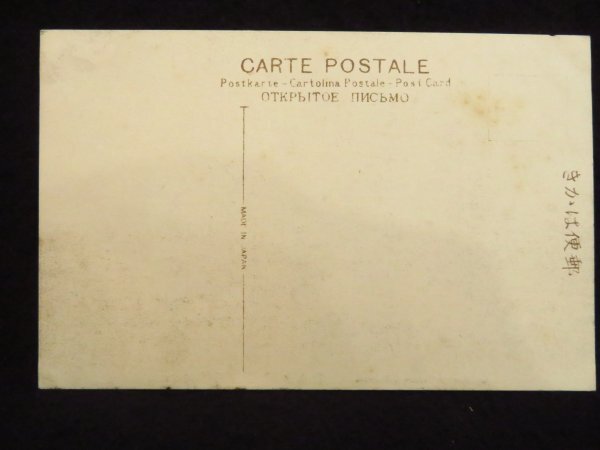 CARTE POSTALE
Postkarte - Cartolina Postale - Post Card
ОТКРЫТОЕ ПИСЬМО
MADE IN JAPAN
きかは便郵